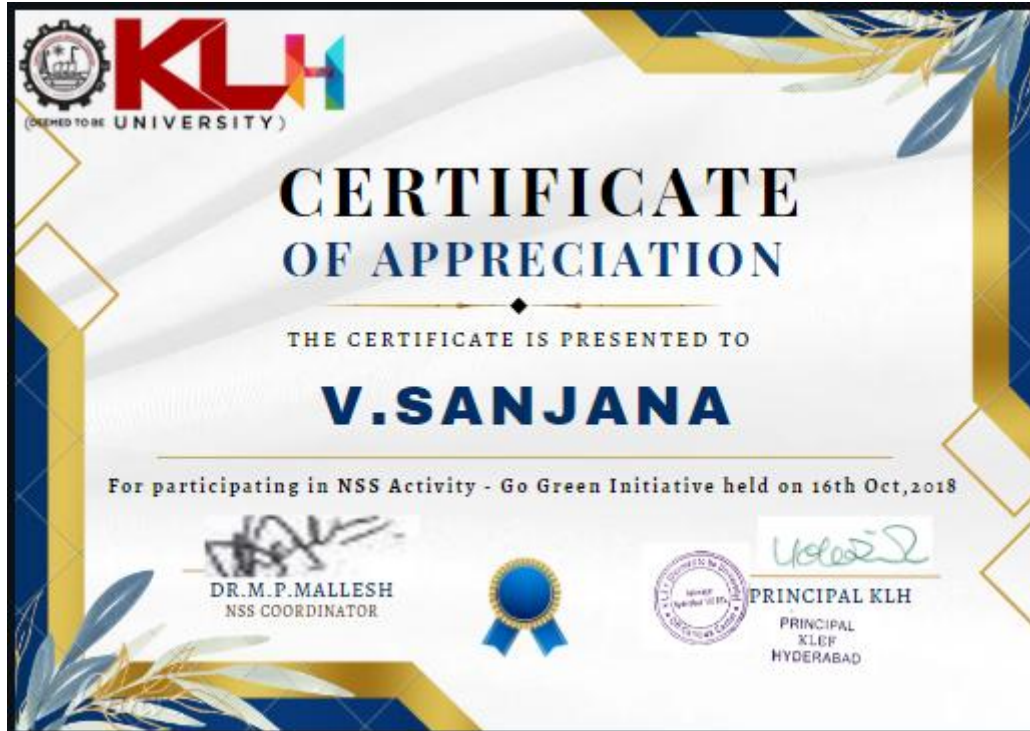 KLH
(DEEMED TO BE UNIVERSITY)
CERTIFICATE
OF APPRECIATION
THE CERTIFICATE IS PRESENTED TO
V.SANJANA
For participating in NSS Activity - Go Green Initiative held on 16th Oct,2018
DR.M.P.MALLESH
NSS COORDINATOR
PRINCIPAL KLH
PRINCIPAL
KLEF
HYDERABAD